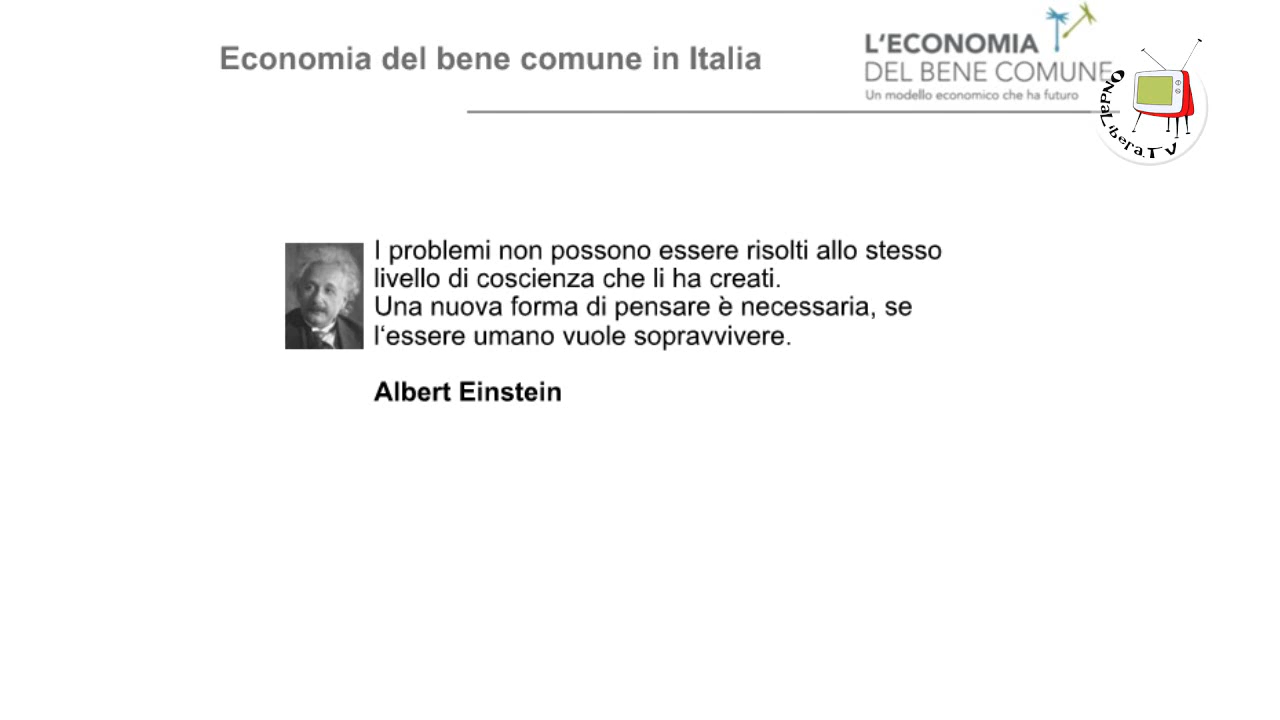 Economia del bene comune in Italia
L'ECONOMIA
DEL BENE COMUNE
Un modello economico che ha futuro
OndaLibera.TV
I problemi non possono essere risolti allo stesso
livello di coscienza che li ha creati.
Una nuova forma di pensare è necessaria, se
l‘essere umano vuole sopravvivere.
Albert Einstein